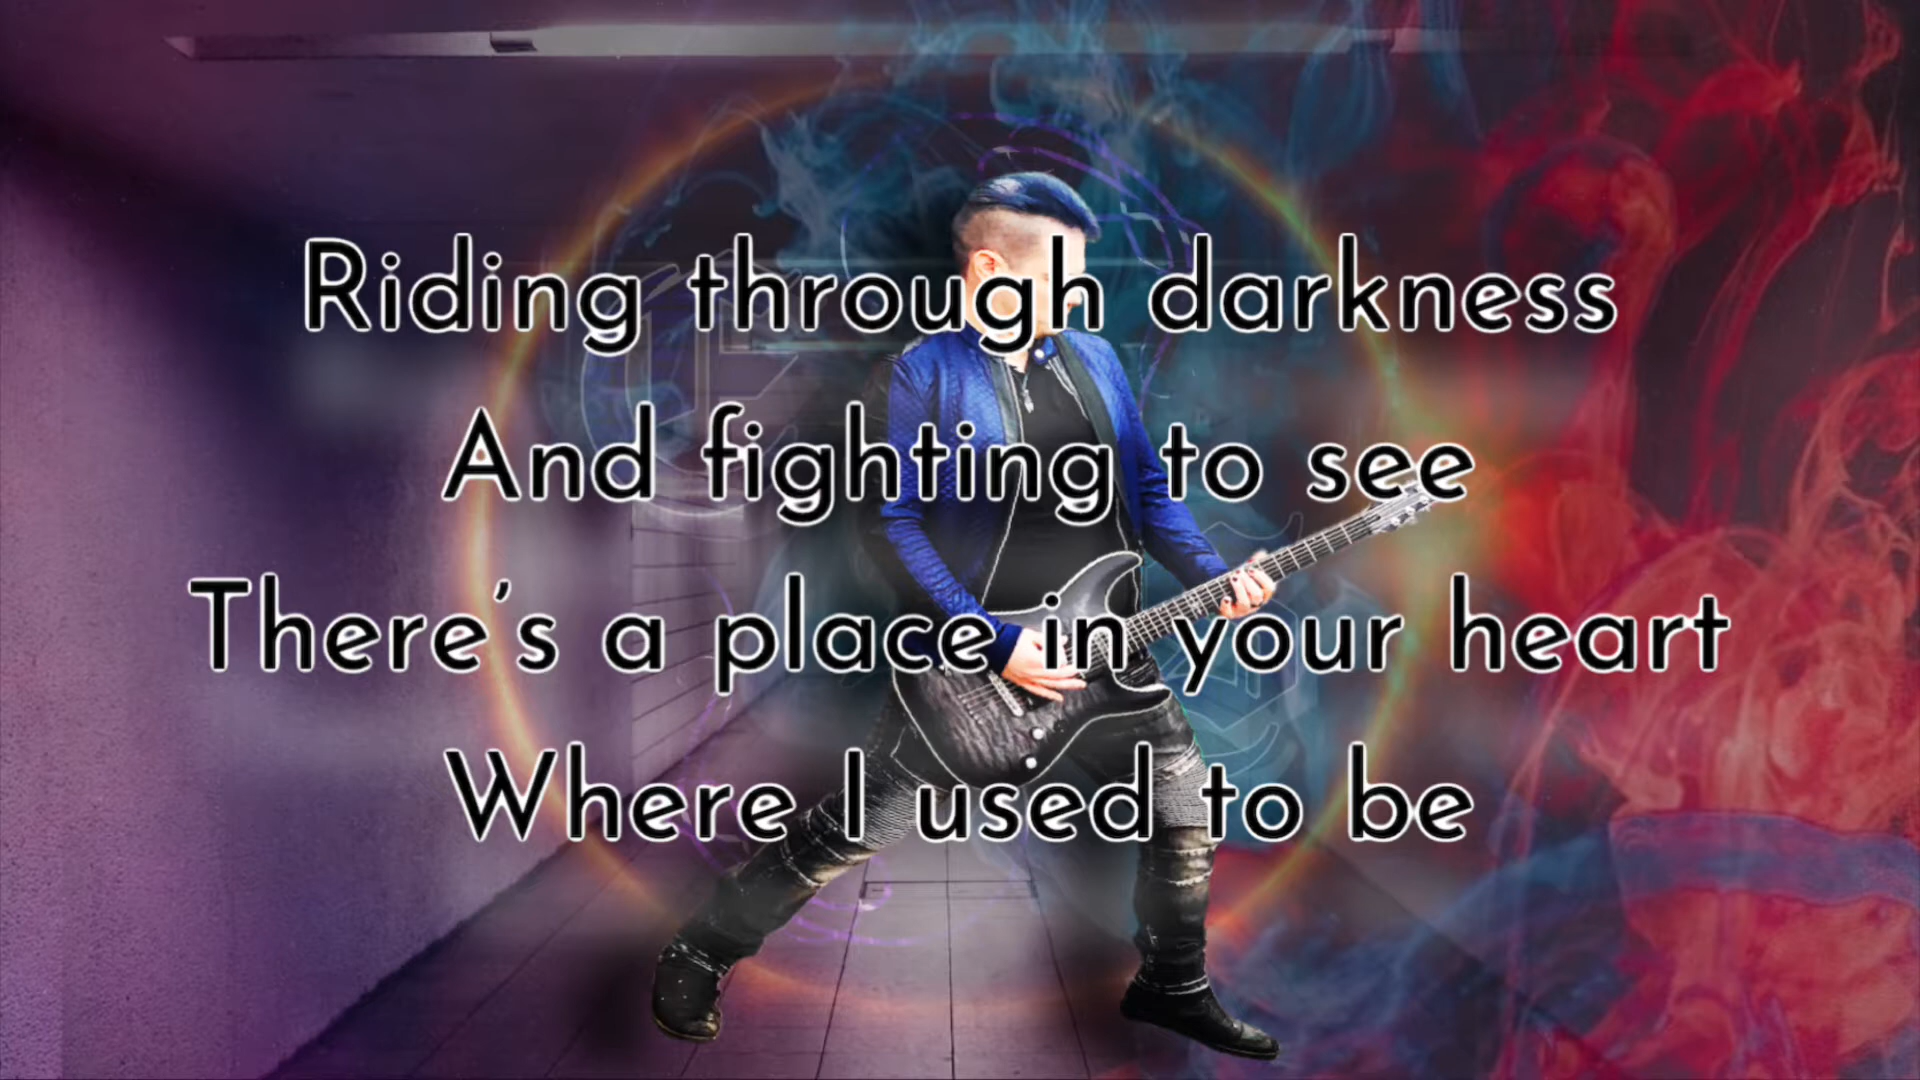 Riding through darkness
And fighting to see
There's a place in your heart
Where I used to be